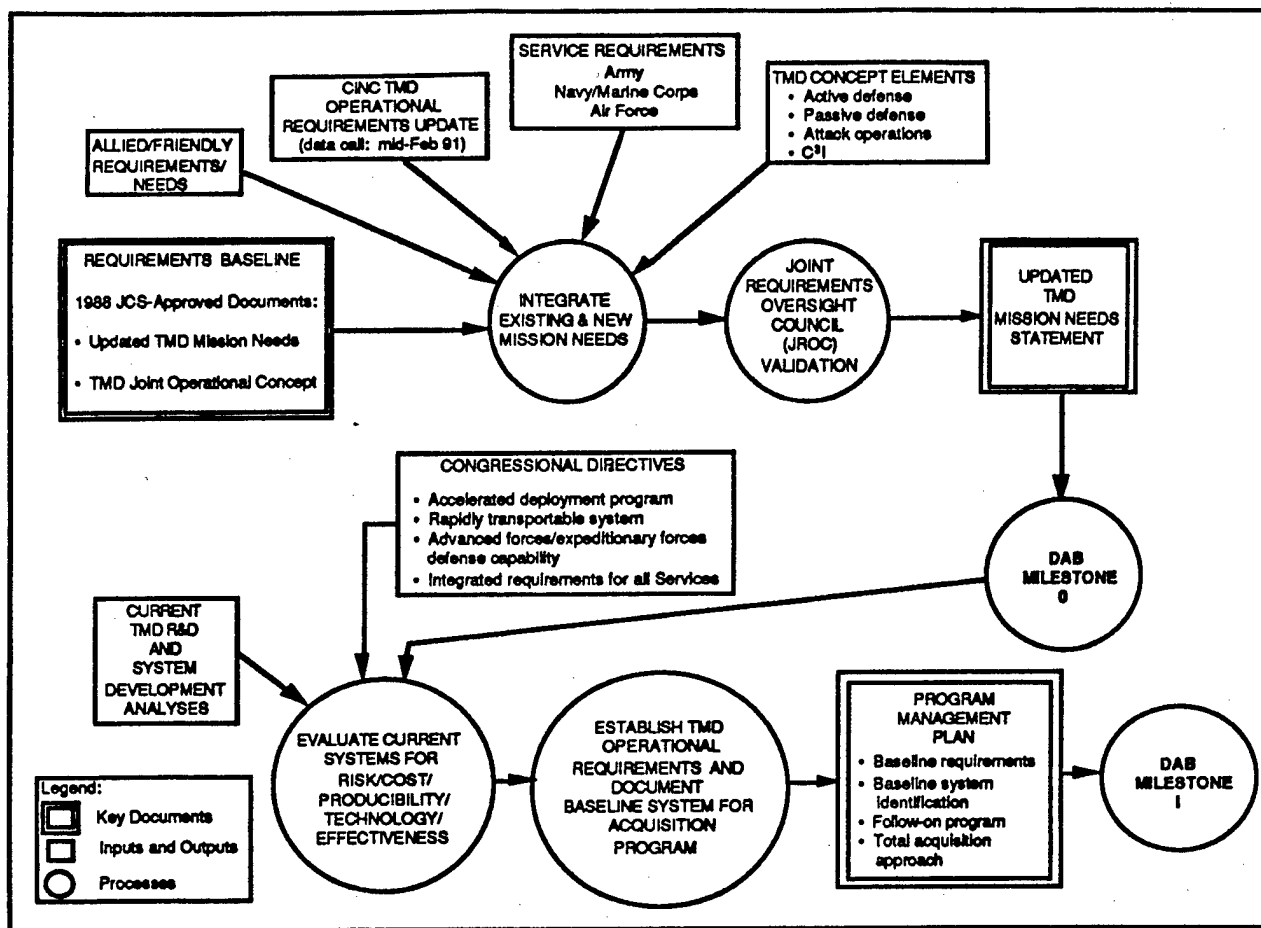 SERVICE REQUIREMENTS
Army
Navy/Marine Corps
Air Force
CINC TMD
OPERATIONAL
REQUIREMENTS UPDATE
(data call: mid-Feb 91)
TMD CONCEPT ELEMENTS
• Active defense
• Passive defense
• Attack operations
• C³I
ALLIED/FRIENDLY
REQUIREMENTS/
NEEDS
REQUIREMENTS BASELINE
1988 JCS-Approved Documents:
• Updated TMD Mission Needs
• TMD Joint Operational Concept
INTEGRATE
EXISTING & NEW
MISSION NEEDS
JOINT
REQUIREMENTS
OVERSIGHT
COUNCIL
(JROC)
VALIDATION
UPDATED
TMD
MISSION NEEDS
STATEMENT
CONGRESSIONAL DIRECTIVES
• Accelerated deployment program
• Rapidly transportable system
• Advanced forces/expeditionary forces
defense capability
• Integrated requirements for all Services
DAB
MILESTONE
0
CURRENT
TMD R&D
AND
SYSTEM
DEVELOPMENT
ANALYSES
EVALUATE CURRENT
SYSTEMS FOR
RISK/COST/
PRODUCIBILITY/
TECHNOLOGY/
EFFECTIVENESS
ESTABLISH TMD
OPERATIONAL
REQUIREMENTS AND
DOCUMENT
BASELINE SYSTEM FOR
ACQUISITION
PROGRAM
PROGRAM
MANAGEMENT
PLAN
• Baseline requirements
• Baseline system
identification
• Follow-on program
• Total acquisition
approach
DAB
MILESTONE
I
Legend:
Key Documents
Inputs and Outputs
Processes